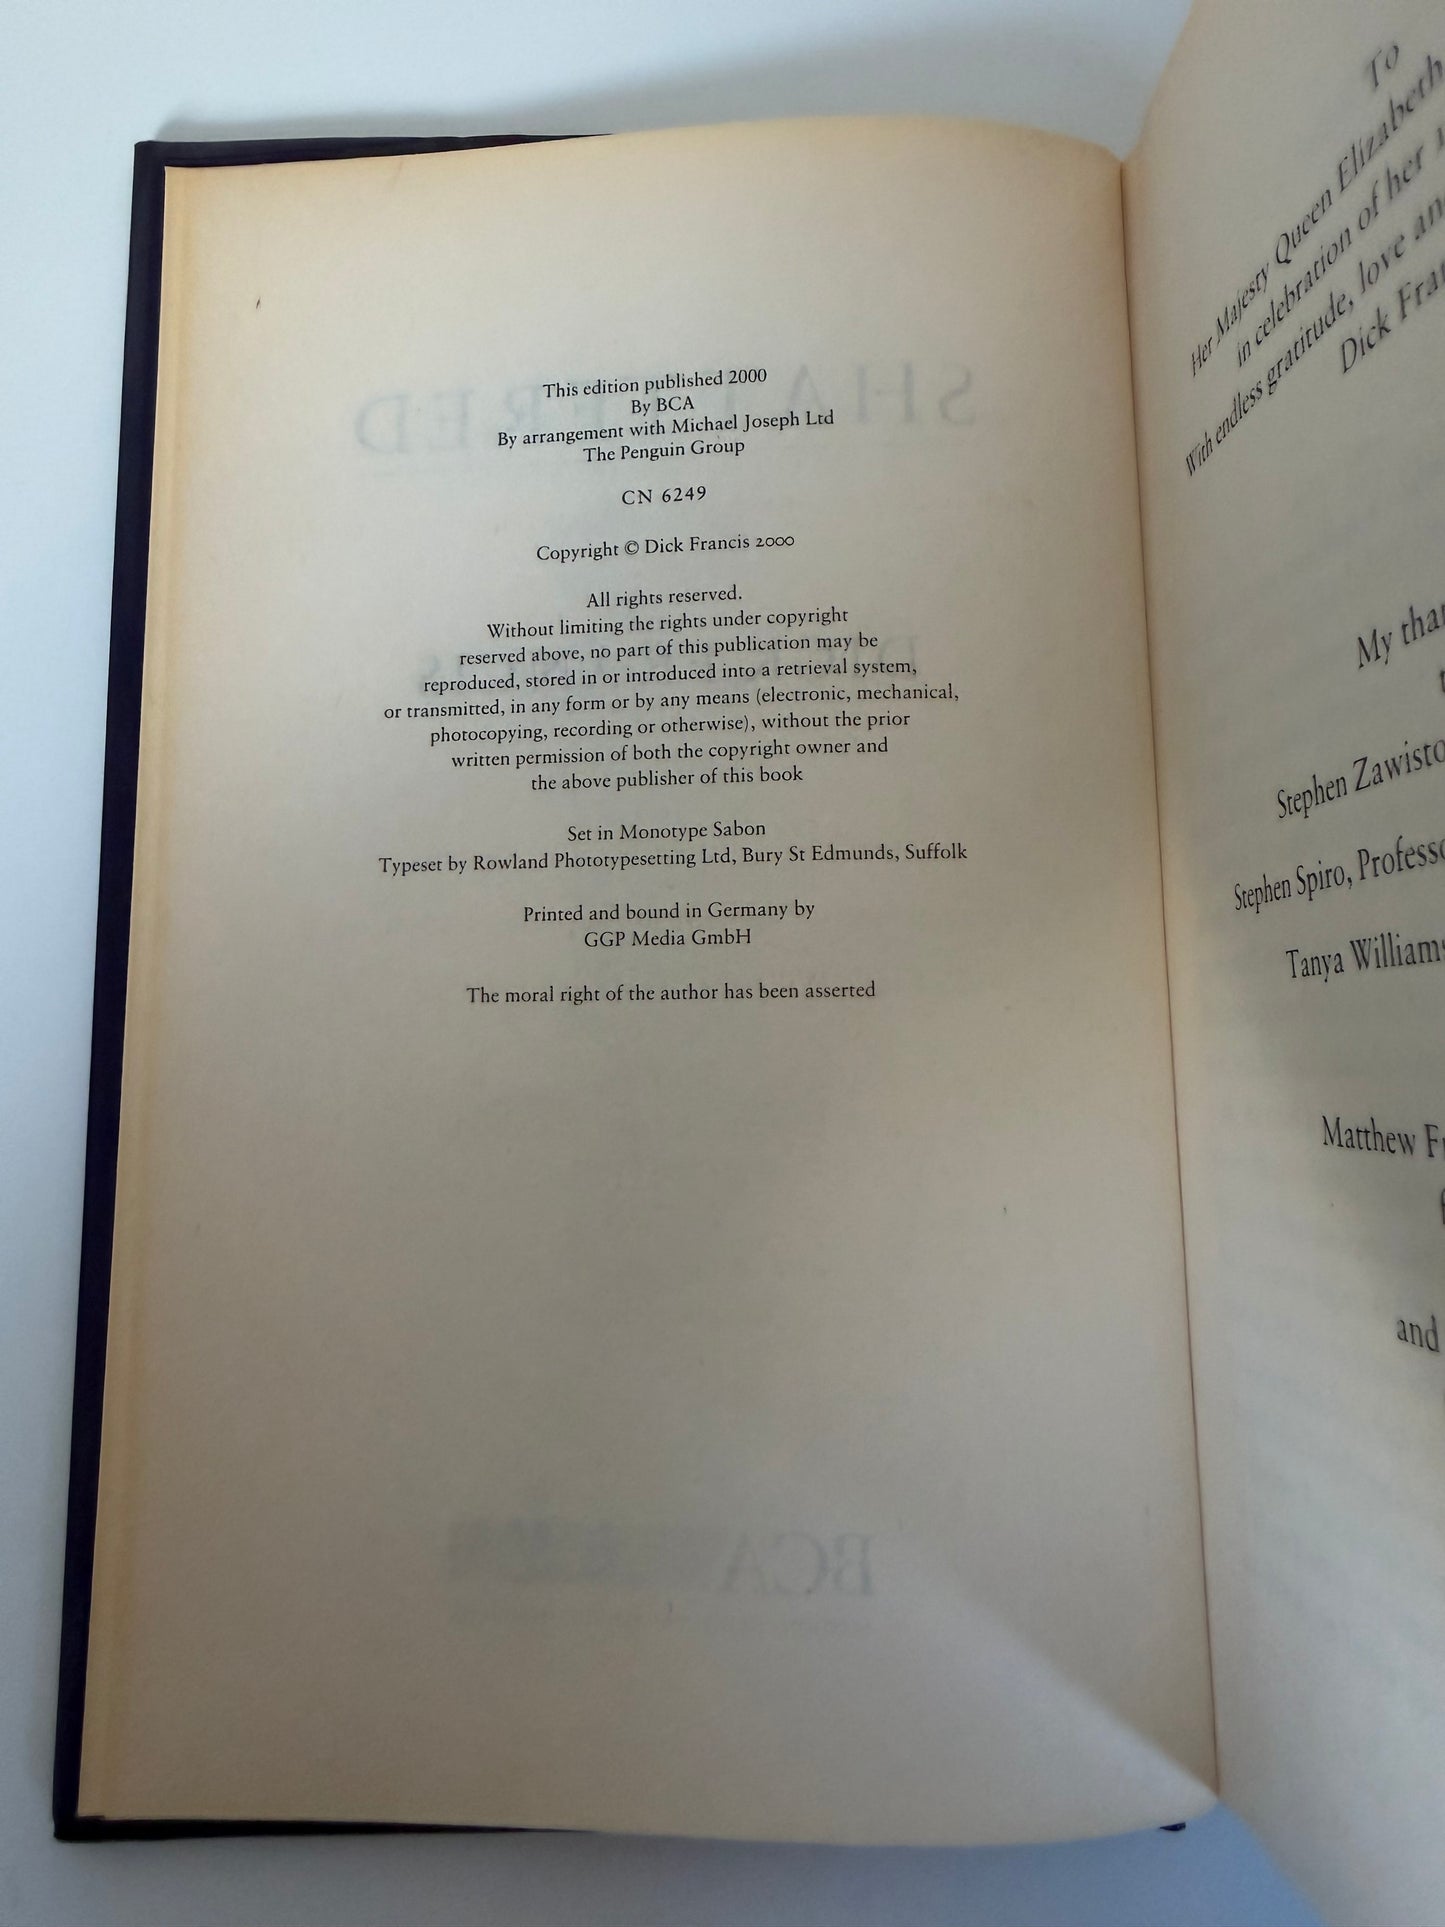 This edition published 2000
By BCA
By arrangement with Michael Joseph Ltd
The Penguin Group
CN 6249
Copyright © Dick Francis 2000
All rights reserved.
Without limiting the rights under copyright
reserved above, no part of this publication may be
reproduced, stored in or introduced into a retrieval system,
or transmitted, in any form or by any means (electronic, mechanical,
photocopying, recording or otherwise), without the prior
written permission of both the copyright owner and
the above publisher of this book
Set in Monotype Sabon
Typeset by Rowland Phototypesetting Ltd, Bury St Edmunds, Suffolk
Printed and bound in Germany by
GGP Media GmbH
The moral right of the author has been asserted
To
Her Majesty Queen Elizabeth
in celebration of her
With endless gratitude, love
Dick
My
Stephen
Stephen Spiro,
Tanya
Matthew
and